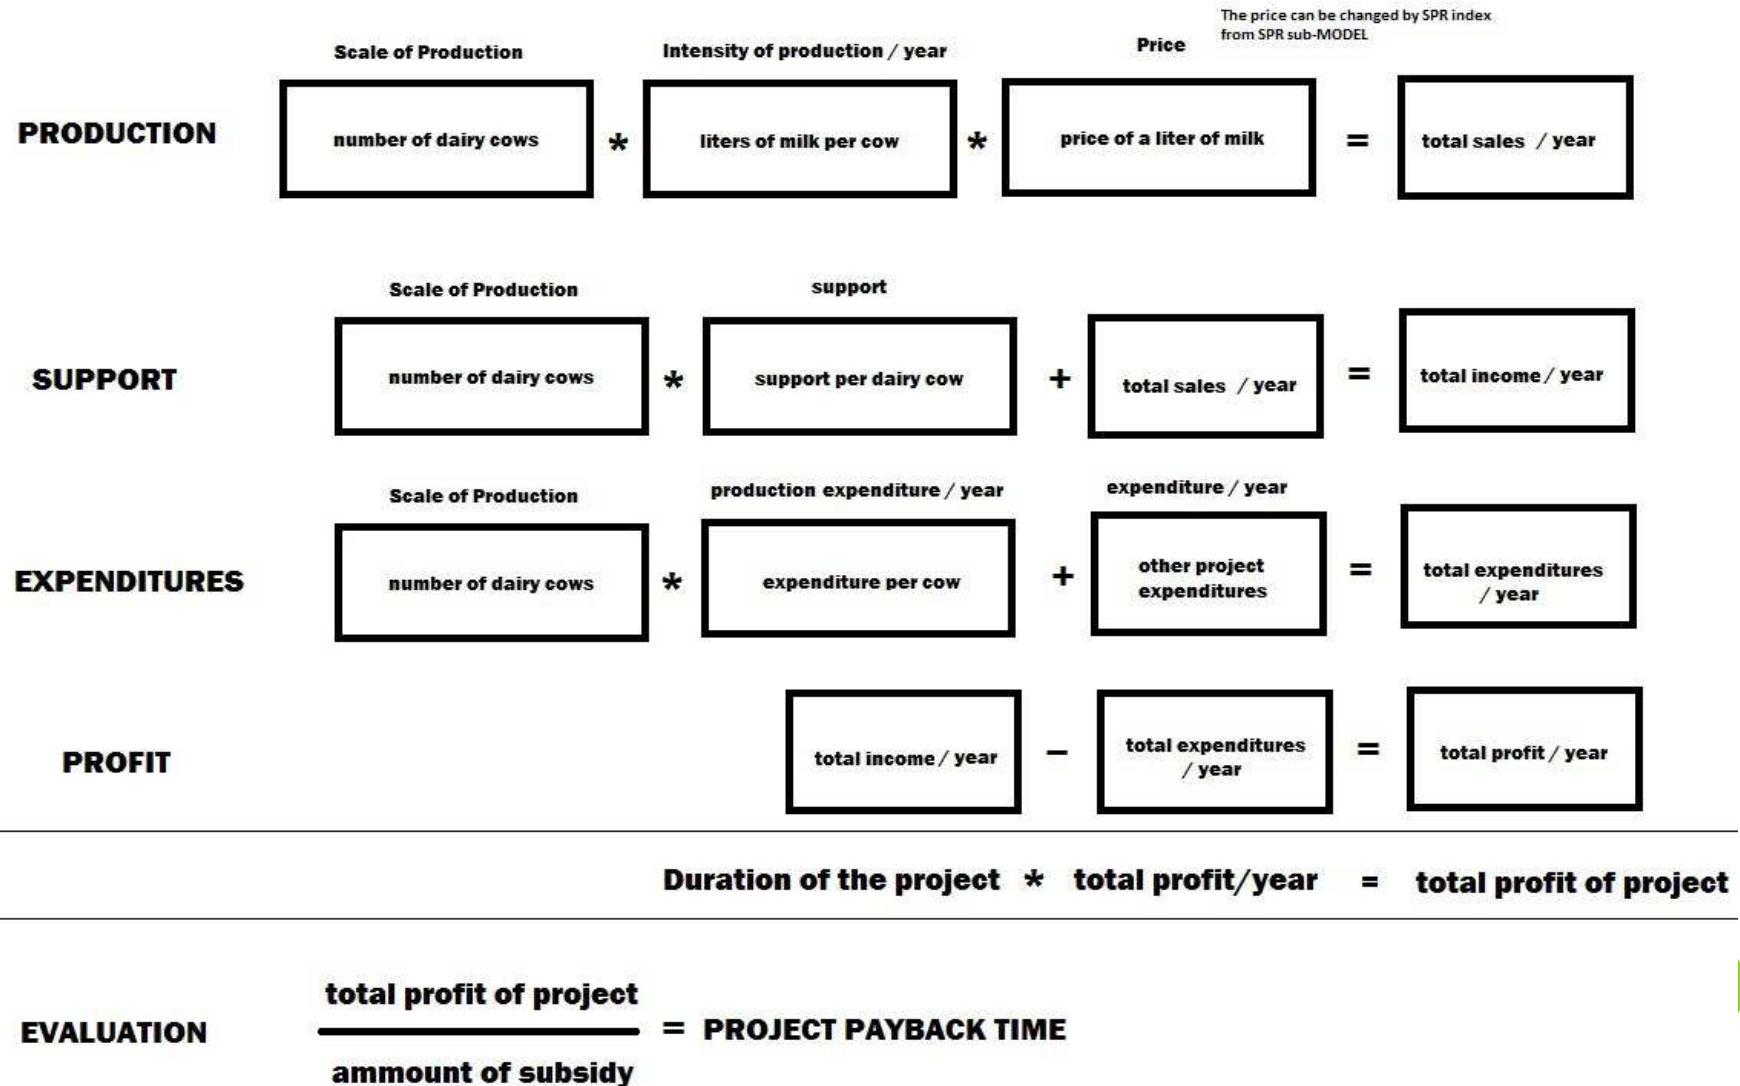 The price can be changed by SPR index
from SPR sub-MODEL
Scale of Production
Intensity of production / year
Price
PRODUCTION
number of dairy cows
*
liters of milk per cow
*
price of a liter of milk
=
total sales / year
Scale of Production
support
SUPPORT
number of dairy cows
*
support per dairy cow
+
total sales / year
=
total income / year
Scale of Production
production expenditure / year
expenditure / year
EXPENDITURES
number of dairy cows
*
expenditure per cow
+
other project
expenditures
=
total expenditures
/ year
PROFIT
total income / year
–
total expenditures
/ year
=
total profit / year
Duration of the project * total profit/year = total profit of project
EVALUATION
total profit of project
ammount of subsidy
= PROJECT PAYBACK TIME